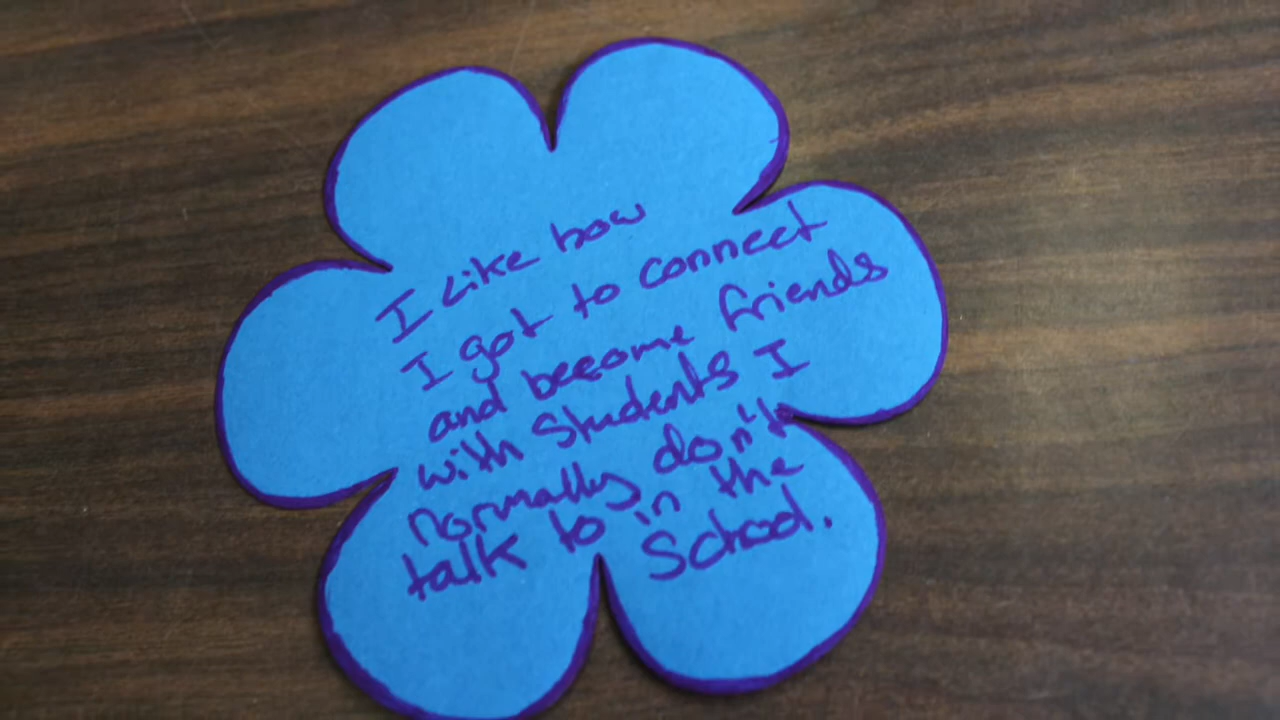 I Like how
I got to connect
and become friends
with Students I
normally don't
talk to in the
School.